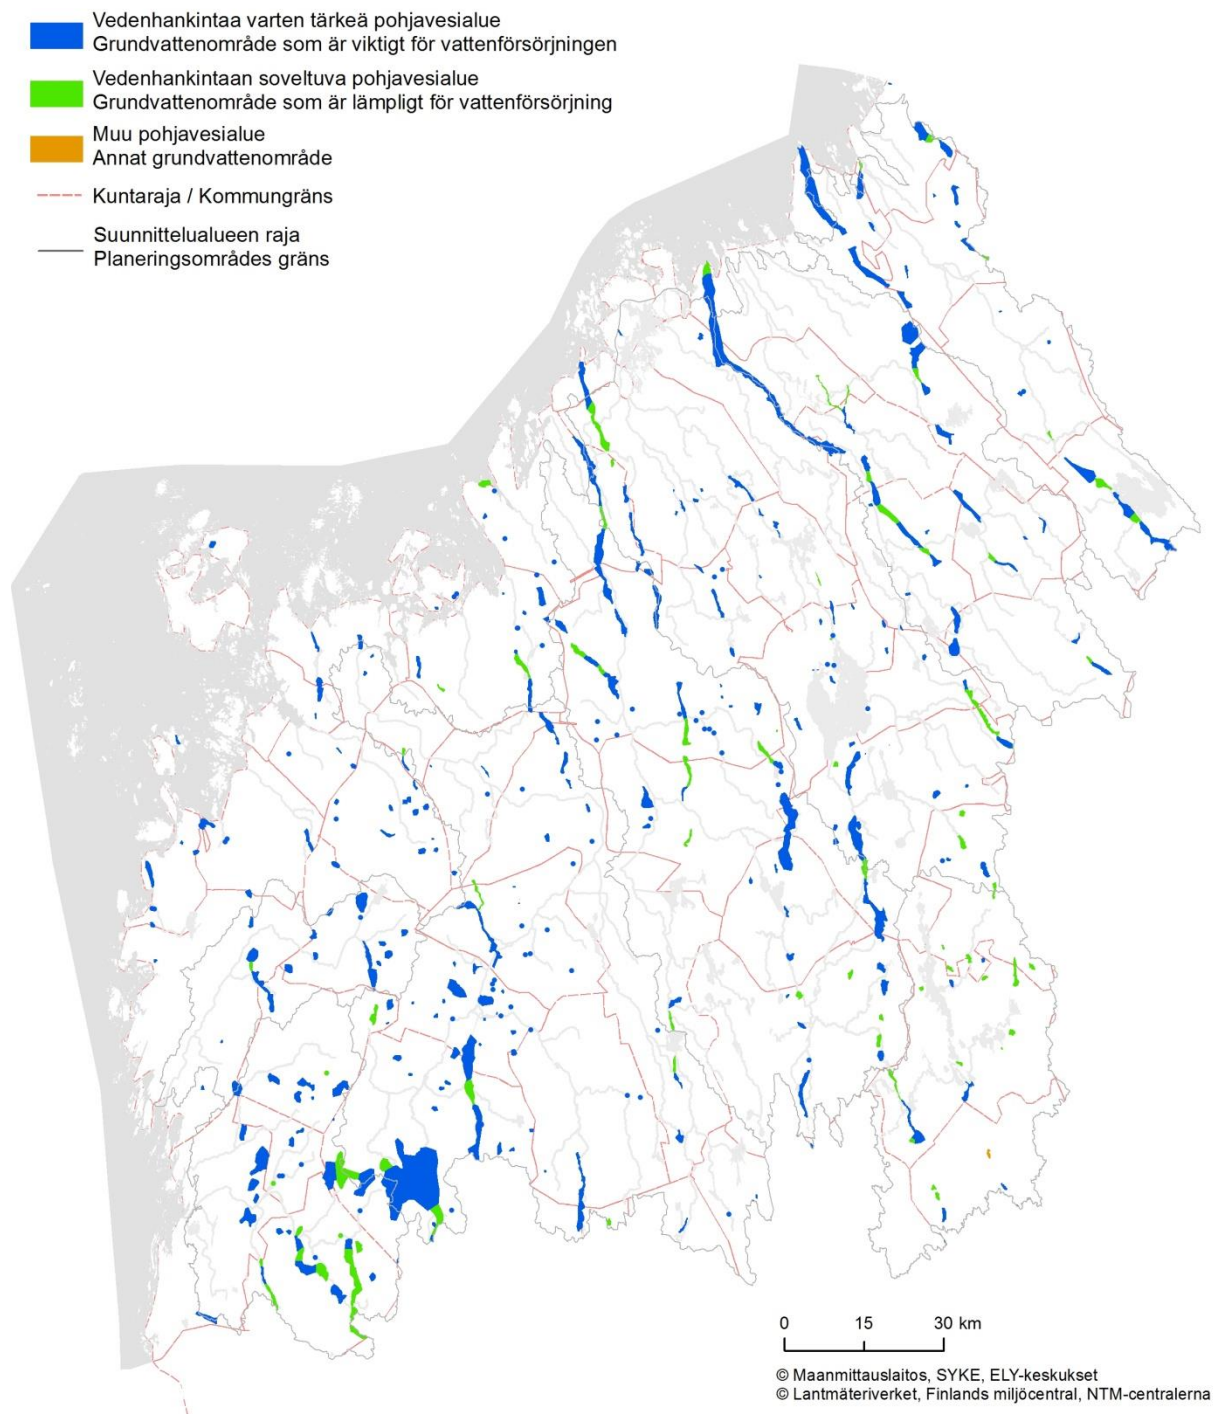 Vedenhankintaa varten tärkeä pohjavesialue
Grundvattenområde som är viktigt för vattenförsörjningen
Vedenhankintaan soveltuva pohjavesialue
Grundvattenområde som är lämpligt för vattenförsörjning
Muu pohjavesialue
Annat grundvattenområde
Kuntaraja / Kommungräns
Suunnittelualueen raja
Planeringsområdes gräns
0 15 30 km
© Maanmittauslaitos, SYKE, ELY-keskukset
© Lantmäteriverket, Finlands miljöcentral, NTM-centralerna